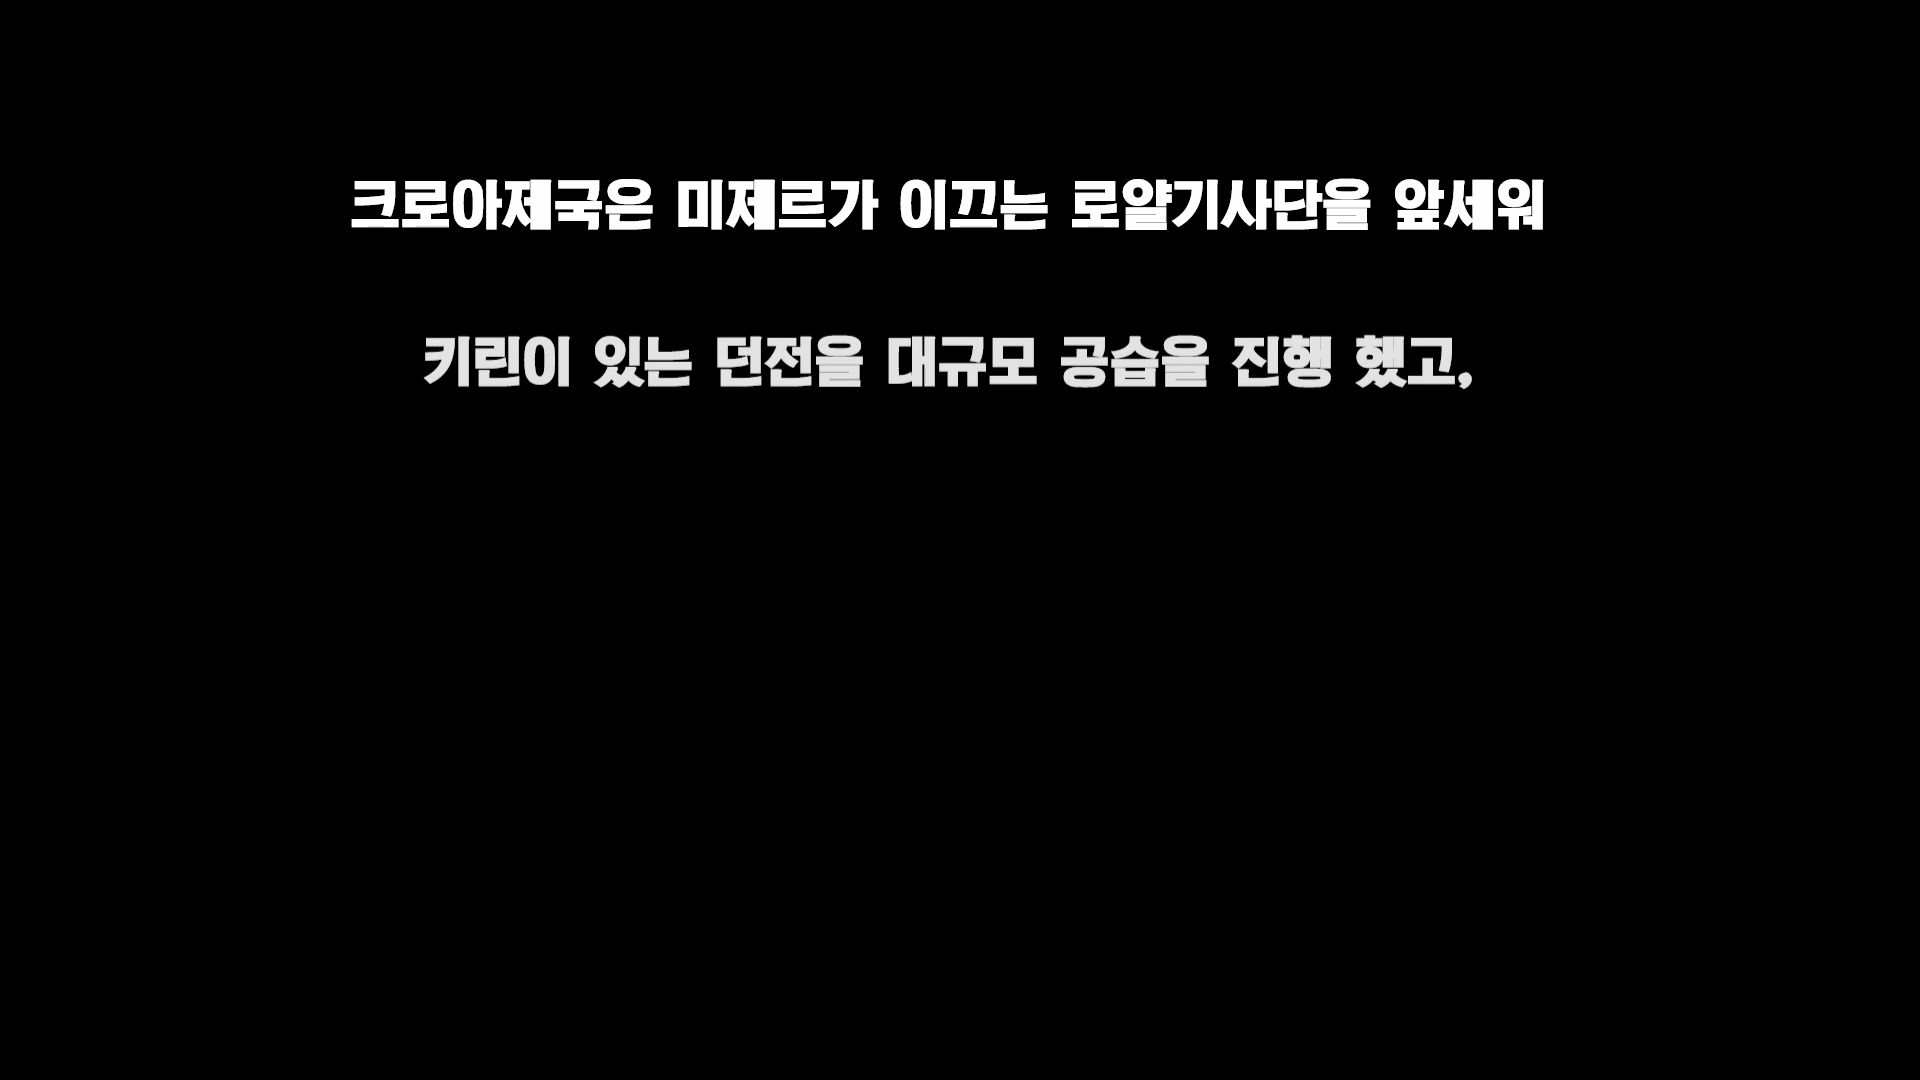 크로아제국은 미제르가 이끄는 로얄기사단을 앞세워
키린이 있는 던전을 대규모 공습을 진행 했고,